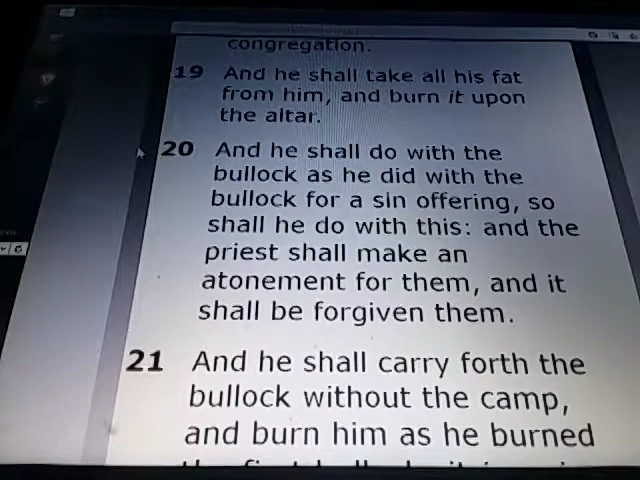 congregation.
19 And he shall take all his fat
from him, and burn it upon
the altar.
20 And he shall do with the
bullock as he did with the
bullock for a sin offering, so
shall he do with this: and the
priest shall make an
atonement for them, and it
shall be forgiven them.
21 And he shall carry forth the
bullock without the camp,
and burn him as he burned